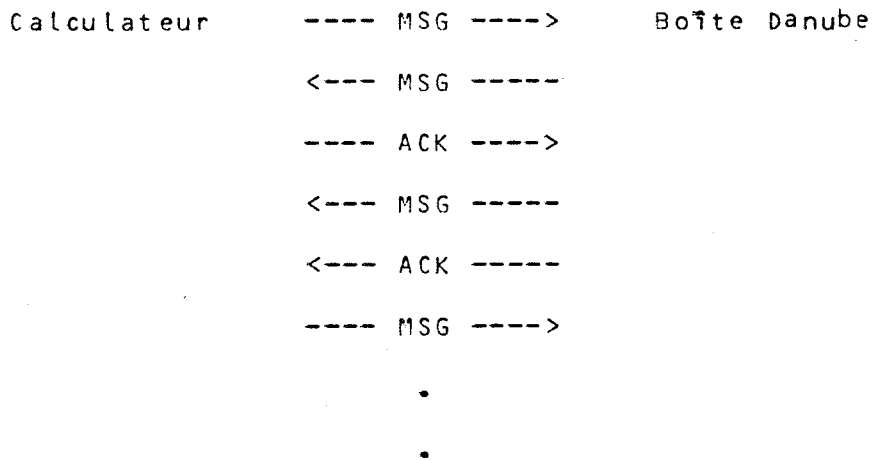 Calculateur ---- MSG ----> Boîte Danube
<--- MSG -----
---- ACK ---->
<--- MSG -----
<--- ACK -----
---- MSG ---->
.
.